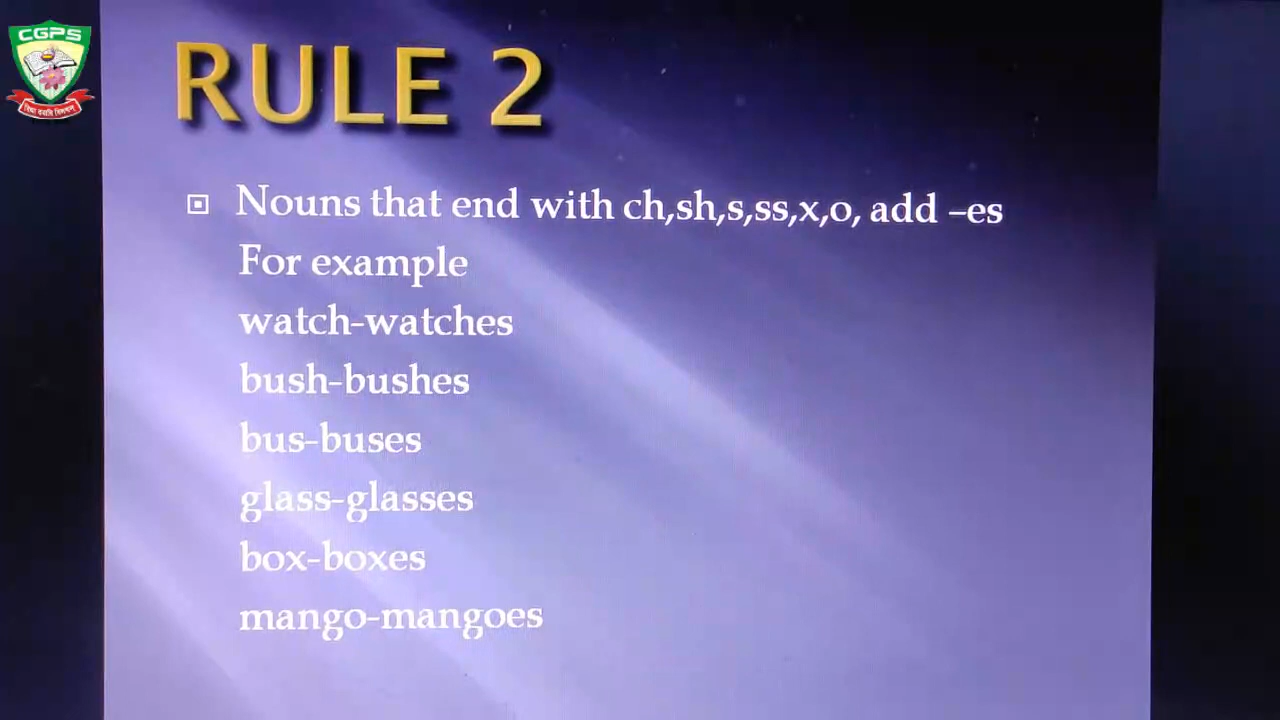 CGPS
RULE 2
Nouns that end with ch,sh,s,ss,x,o, add –es
For example
watch-watches
bush-bushes
bus-buses
glass-glasses
box-boxes
mango-mangoes